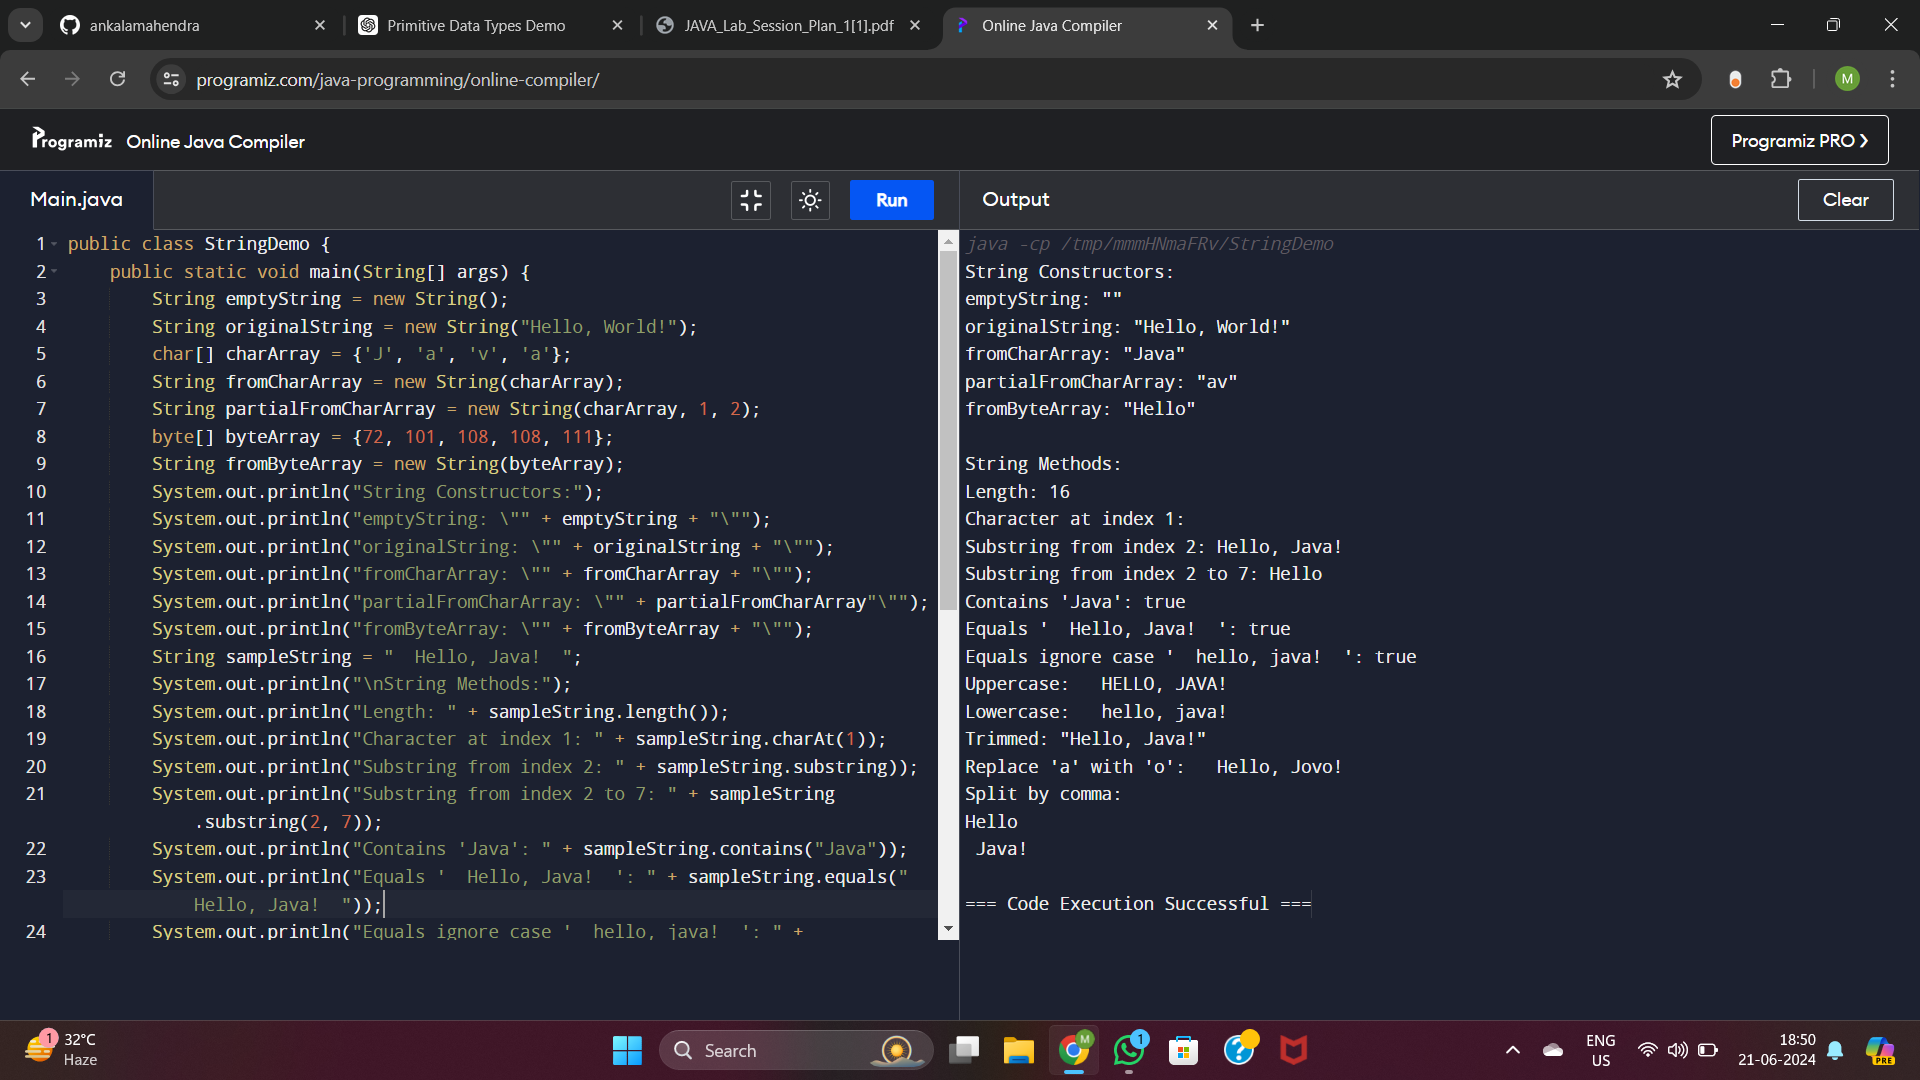 ankalamahendra
Primitive Data Types Demo
JAVA_Lab_Session_Plan_1[1].pdf
Online Java Compiler
programiz.com/java-programming/online-compiler/
M
Programiz Online Java Compiler
Programiz PRO
Main.java
Run
Output
Clear
1 public class StringDemo {
2 public static void main(String[] args) {
3 String emptyString = new String();
4 String originalString = new String("Hello, World!");
5 char[] charArray = {'J', 'a', 'v', 'a'};
6 String fromCharArray = new String(charArray);
7 String partialFromCharArray = new String(charArray, 1, 2);
8 byte[] byteArray = {72, 101, 108, 108, 111};
9 String fromByteArray = new String(byteArray);
10 System.out.println("String Constructors:");
11 System.out.println("emptyString: \"" + emptyString + "\"");
12 System.out.println("originalString: \"" + originalString + "\"");
13 System.out.println("fromCharArray: \"" + fromCharArray + "\"");
14 System.out.println("partialFromCharArray: \"" + partialFromCharArray"\"");
15 System.out.println("fromByteArray: \"" + fromByteArray + "\"");
16 String sampleString = "  Hello, Java!  ";
17 System.out.println("\nString Methods:");
18 System.out.println("Length: " + sampleString.length());
19 System.out.println("Character at index 1: " + sampleString.charAt(1));
20 System.out.println("Substring from index 2: " + sampleString.substring));
21 System.out.println("Substring from index 2 to 7: " + sampleString
.substring(2, 7));
22 System.out.println("Contains 'Java': " + sampleString.contains("Java"));
23 System.out.println("Equals '  Hello, Java!  ': " + sampleString.equals("
Hello, Java!  "));
24 System.out.println("Equals ignore case '  hello, java!  ': " +
java -cp /tmp/mmmHNmaFRv/StringDemo
String Constructors:
emptyString: ""
originalString: "Hello, World!"
fromCharArray: "Java"
partialFromCharArray: "av"
fromByteArray: "Hello"
String Methods:
Length: 16
Character at index 1:
Substring from index 2: Hello, Java!
Substring from index 2 to 7: Hello
Contains 'Java': true
Equals '  Hello, Java!  ': true
Equals ignore case '  hello, java!  ': true
Uppercase:   HELLO, JAVA!
Lowercase:   hello, java!
Trimmed: "Hello, Java!"
Replace 'a' with 'o':   Hello, Jovo!
Split by comma:
Hello
Java!
=== Code Execution Successful ===
1
32°C
Haze
Search
M
1
ENG
US
18:50
21-06-2024
PRE